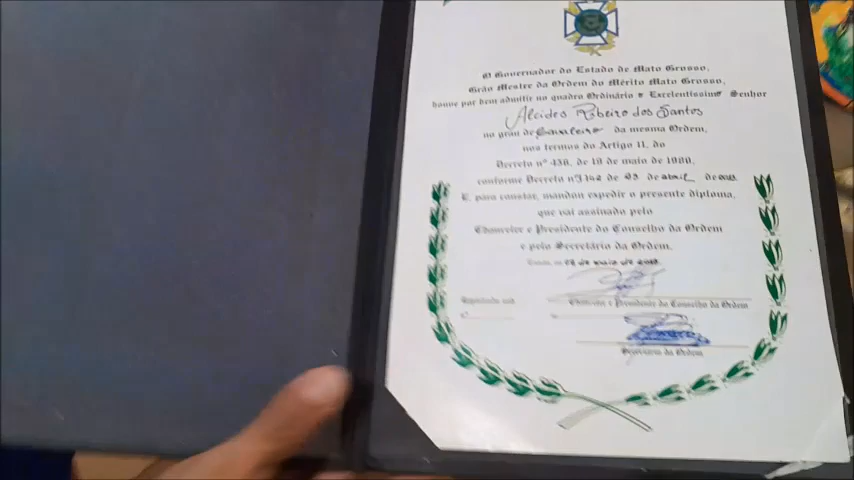 O Governador do Estado de Mato Grosso,
Grão Mestre da Ordem do Mérito Mato Grosso,
houve por bem admitir no quadro Ordinário o Excelentíssimo Senhor
Alcides Ribeiro dos Santos
no grau de Cavaleiro da mesma Ordem,
nos termos do Artigo 11, do
Decreto nº 438, de 19 de maio de 1980,
conforme Decreto nº de 03 de abril de
E, para constar, mandou expedir o presente diploma,
que vai assinado pelo
Chanceler e Presidente do Conselho da Ordem
e pelo Secretário da Ordem.
de maio de
Chanceler e Presidente do Conselho da Ordem
Secretário da Ordem